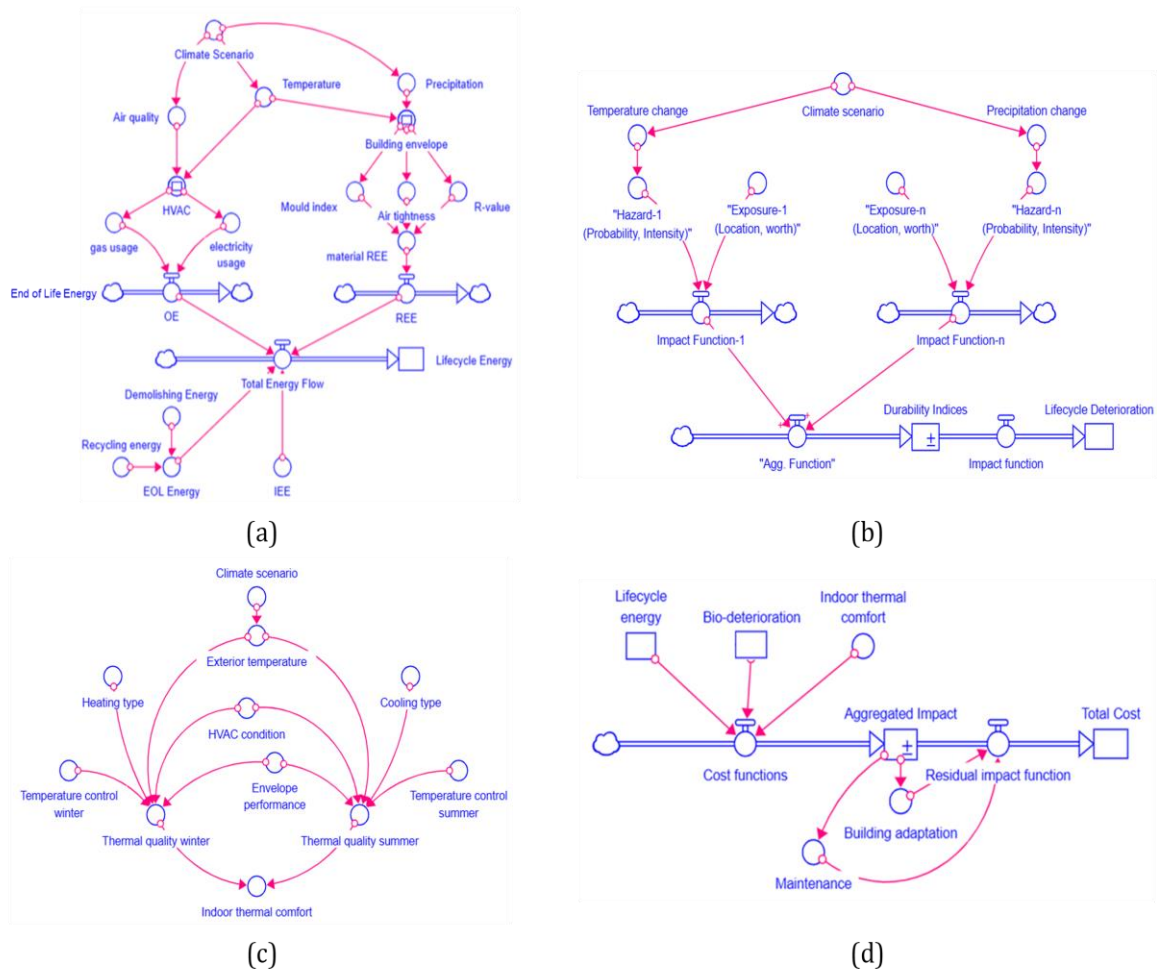 Climate Scenario
Temperature
Precipitation
Air quality
Building envelope
HVAC
Mould index
Air tightness
R-value
gas usage
electricity
usage
material REE
End of Life Energy
OE
REE
Lifecycle Energy
Total Energy Flow
Demolishing Energy
Recycling energy
EOL Energy
IEE
(a)
Temperature change
Climate scenario
Precipitation change
"Hazard-1
(Probability, Intensity)"
"Exposure-1
(Location, worth)"
"Exposure-n
(Location, worth)"
"Hazard-n
(Probability, Intensity)"
Impact Function-1
Impact Function-n
Durability Indices
Lifecycle Deterioration
"Agg. Function"
Impact function
(b)
Climate scenario
Exterior temperature
Heating type
Cooling type
HVAC condition
Envelope
performance
Temperature control
winter
Temperature control
summer
Thermal quality winter
Thermal quality summer
Indoor thermal comfort
(c)
Lifecycle
energy
Bio-deterioration
Indoor thermal
comfort
Aggregated Impact
Total Cost
Cost functions
Residual impact function
Building adaptation
Maintenance
(d)